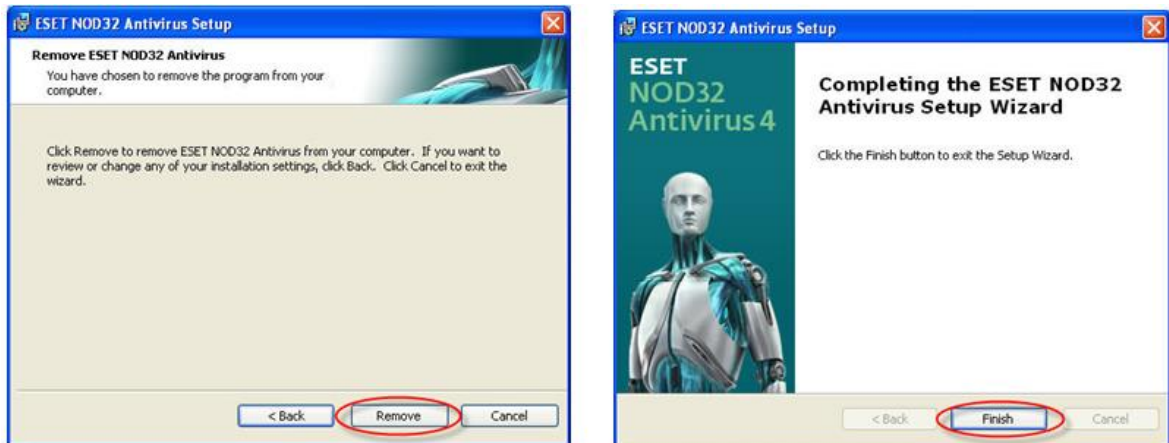 ESET NOD32 Antivirus Setup
Remove ESET NOD32 Antivirus
You have chosen to remove the program from your
computer.
Click Remove to remove ESET NOD32 Antivirus from your computer. If you want to
review or change any of your installation settings, click Back. Click Cancel to exit the
wizard.
< Back
Remove
Cancel
ESET NOD32 Antivirus Setup
ESET
NOD32
Antivirus 4
Completing the ESET NOD32
Antivirus Setup Wizard
Click the Finish button to exit the Setup Wizard.
< Back
Finish
Cancel